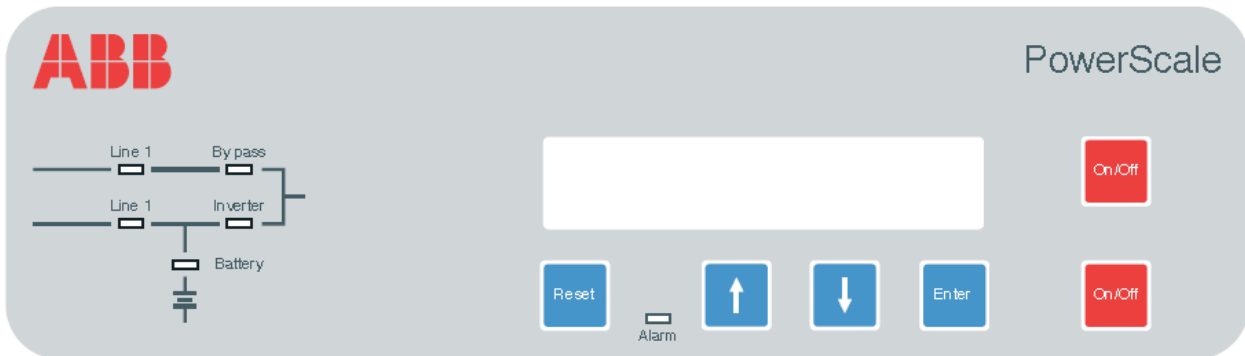 ABB
PowerScale
Line 1
By pass
Line 1
Inverter
Battery
On/Off
Reset
Alarm
Enter
On/Off